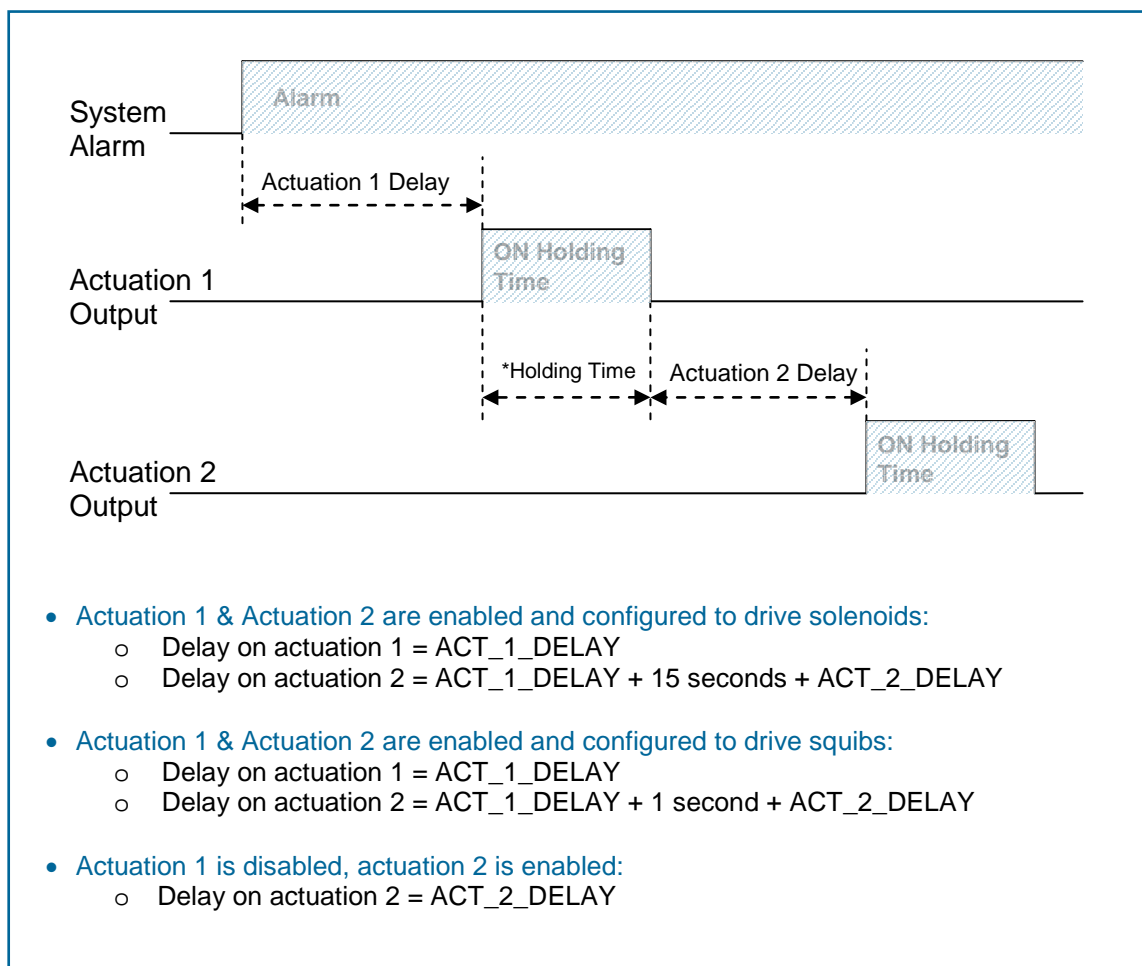 Alarm
System
Alarm
Actuation 1 Delay
ON Holding
Time
Actuation 1
Output
*Holding Time
Actuation 2 Delay
ON Holding
Time
Actuation 2
Output
• Actuation 1 & Actuation 2 are enabled and configured to drive solenoids:
o Delay on actuation 1 = ACT_1_DELAY
o Delay on actuation 2 = ACT_1_DELAY + 15 seconds + ACT_2_DELAY
• Actuation 1 & Actuation 2 are enabled and configured to drive squibs:
o Delay on actuation 1 = ACT_1_DELAY
o Delay on actuation 2 = ACT_1_DELAY + 1 second + ACT_2_DELAY
• Actuation 1 is disabled, actuation 2 is enabled:
o Delay on actuation 2 = ACT_2_DELAY